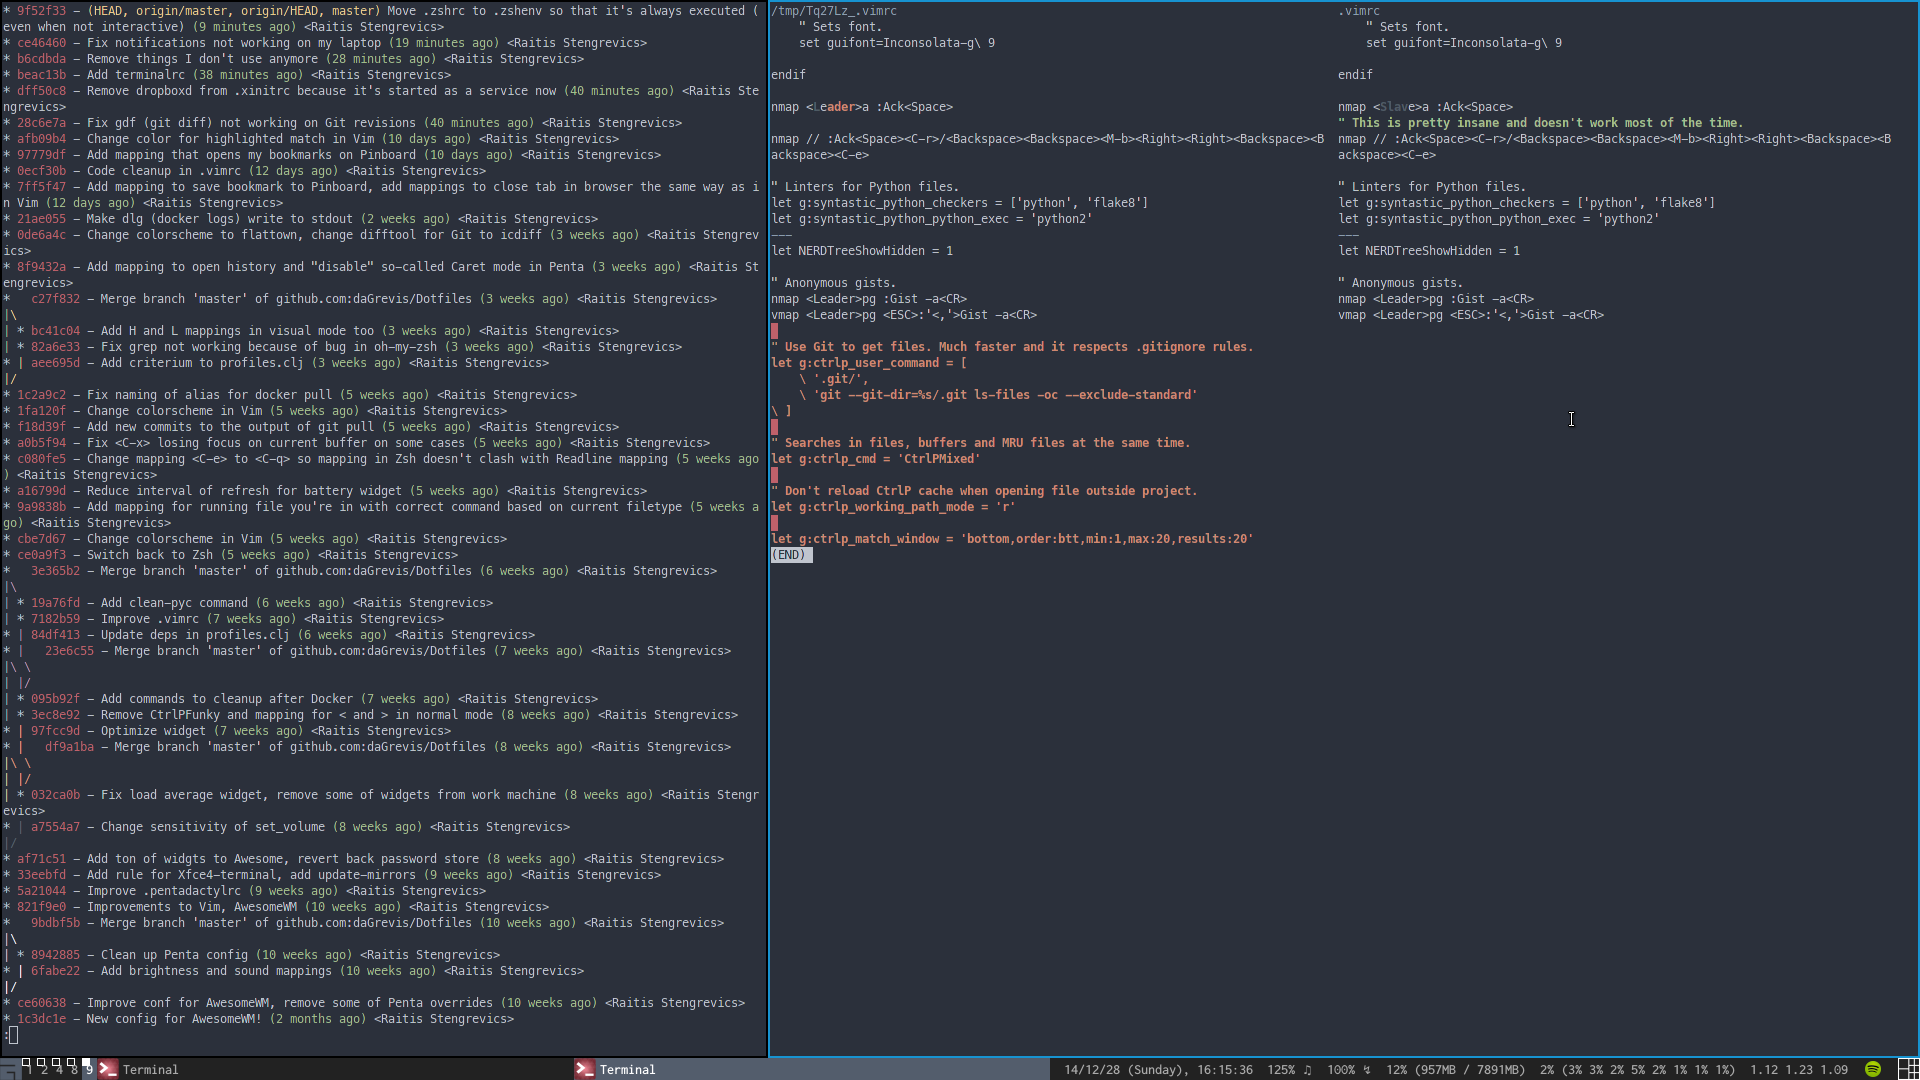 * 9f52f33 – (HEAD, origin/master, origin/HEAD, master) Move .zshrc to .zshenv so that it's always executed (
even when not interactive) (9 minutes ago) <Raitis Stengrevics>
* ce46460 – Fix notifications not working on my laptop (19 minutes ago) <Raitis Stengrevics>
* b6cdbda – Remove things I don't use anymore (28 minutes ago) <Raitis Stengrevics>
* beac13b – Add terminalrc (38 minutes ago) <Raitis Stengrevics>
* dff50c8 – Remove dropboxd from .xinitrc because it's started as a service now (40 minutes ago) <Raitis Ste
ngrevics>
* 28c6e7a – Fix gdf (git diff) not working on Git revisions (40 minutes ago) <Raitis Stengrevics>
* afb09b4 – Change color for highlighted match in Vim (10 days ago) <Raitis Stengrevics>
* 97779df – Add mapping that opens my bookmarks on Pinboard (10 days ago) <Raitis Stengrevics>
* 0ecf30b – Code cleanup in .vimrc (12 days ago) <Raitis Stengrevics>
* 7ff5f47 – Add mapping to save bookmark to Pinboard, add mappings to close tab in browser the same way as i
n Vim (12 days ago) <Raitis Stengrevics>
* 21ae055 – Make dlg (docker logs) write to stdout (2 weeks ago) <Raitis Stengrevics>
* 0de6a4c – Change colorscheme to flattown, change difftool for Git to icdiff (3 weeks ago) <Raitis Stengrev
ics>
* 8f9432a – Add mapping to open history and "disable" so-called Caret mode in Penta (3 weeks ago) <Raitis St
engrevics>
*   c27f832 – Merge branch 'master' of github.com:daGrevis/Dotfiles (3 weeks ago) <Raitis Stengrevics>
|\
| * bc41c04 – Add H and L mappings in visual mode too (3 weeks ago) <Raitis Stengrevics>
| * 82a6e33 – Fix grep not working because of bug in oh-my-zsh (3 weeks ago) <Raitis Stengrevics>
* | aee695d – Add criterium to profiles.clj (3 weeks ago) <Raitis Stengrevics>
|/
* 1c2a9c2 – Fix naming of alias for docker pull (5 weeks ago) <Raitis Stengrevics>
* 1fa120f – Change colorscheme in Vim (5 weeks ago) <Raitis Stengrevics>
* f18d39f – Add new commits to the output of git pull (5 weeks ago) <Raitis Stengrevics>
* a0b5f94 – Fix <C-x> losing focus on current buffer on some cases (5 weeks ago) <Raitis Stengrevics>
* c080fe5 – Change mapping <C-e> to <C-q> so mapping in Zsh doesn't clash with Readline mapping (5 weeks ago
) <Raitis Stengrevics>
* a16799d – Reduce interval of refresh for battery widget (5 weeks ago) <Raitis Stengrevics>
* 9a9838b – Add mapping for running file you're in with correct command based on current filetype (5 weeks a
go) <Raitis Stengrevics>
* cbe7d67 – Change colorscheme in Vim (5 weeks ago) <Raitis Stengrevics>
* ce0a9f3 – Switch back to Zsh (5 weeks ago) <Raitis Stengrevics>
*   3e365b2 – Merge branch 'master' of github.com:daGrevis/Dotfiles (6 weeks ago) <Raitis Stengrevics>
|\
| * 19a76fd – Add clean-pyc command (6 weeks ago) <Raitis Stengrevics>
| * 7182b59 – Improve .vimrc (7 weeks ago) <Raitis Stengrevics>
* | 84df413 – Update deps in profiles.clj (6 weeks ago) <Raitis Stengrevics>
* |   23e6c55 – Merge branch 'master' of github.com:daGrevis/Dotfiles (7 weeks ago) <Raitis Stengrevics>
|\ \
| |/
| * 095b92f – Add commands to cleanup after Docker (7 weeks ago) <Raitis Stengrevics>
| * 3ec8e92 – Remove CtrlPFunky and mapping for < and > in normal mode (8 weeks ago) <Raitis Stengrevics>
* | 97fcc9d – Optimize widget (7 weeks ago) <Raitis Stengrevics>
* |   df9a1ba – Merge branch 'master' of github.com:daGrevis/Dotfiles (8 weeks ago) <Raitis Stengrevics>
|\ \
| |/
| * 032ca0b – Fix load average widget, remove some of widgets from work machine (8 weeks ago) <Raitis Stengr
evics>
* | a7554a7 – Change sensitivity of set_volume (8 weeks ago) <Raitis Stengrevics>
|/
* af71c51 – Add ton of widgts to Awesome, revert back password store (8 weeks ago) <Raitis Stengrevics>
* 33eebfd – Add rule for Xfce4-terminal, add update-mirrors (9 weeks ago) <Raitis Stengrevics>
* 5a21044 – Improve .pentadactylrc (9 weeks ago) <Raitis Stengrevics>
* 821f9e0 – Improvements to Vim, AwesomeWM (10 weeks ago) <Raitis Stengrevics>
*   9bdbf5b – Merge branch 'master' of github.com:daGrevis/Dotfiles (10 weeks ago) <Raitis Stengrevics>
|\
| * 8942885 – Clean up Penta config (10 weeks ago) <Raitis Stengrevics>
* | 6fabe22 – Add brightness and sound mappings (10 weeks ago) <Raitis Stengrevics>
|/
* ce60638 – Improve conf for AwesomeWM, remove some of Penta overrides (10 weeks ago) <Raitis Stengrevics>
* 1c3dc1e – New config for AwesomeWM! (2 months ago) <Raitis Stengrevics>
:
/tmp/Tq27Lz_.vimrc
    " Sets font.
    set guifont=Inconsolata-g\ 9
endif
nmap <Leader>a :Ack<Space>
nmap // :Ack<Space><C-r>/<Backspace><Backspace><M-b><Right><Right><Backspace><B
ackspace><C-e>
" Linters for Python files.
let g:syntastic_python_checkers = ['python', 'flake8']
let g:syntastic_python_python_exec = 'python2'
---
let NERDTreeShowHidden = 1
" Anonymous gists.
nmap <Leader>pg :Gist -a<CR>
vmap <Leader>pg <ESC>:'<,'>Gist -a<CR>
" Use Git to get files. Much faster and it respects .gitignore rules.
let g:ctrlp_user_command = [
    \ '.git/',
    \ 'git --git-dir=%s/.git ls-files -oc --exclude-standard'
\ ]
" Searches in files, buffers and MRU files at the same time.
let g:ctrlp_cmd = 'CtrlPMixed'
" Don't reload CtrlP cache when opening file outside project.
let g:ctrlp_working_path_mode = 'r'
let g:ctrlp_match_window = 'bottom,order:btt,min:1,max:20,results:20'
(END)
.vimrc
    " Sets font.
    set guifont=Inconsolata-g\ 9
endif
nmap <Slave>a :Ack<Space>
" This is pretty insane and doesn't work most of the time.
nmap // :Ack<Space><C-r>/<Backspace><Backspace><M-b><Right><Right><Backspace><B
ackspace><C-e>
" Linters for Python files.
let g:syntastic_python_checkers = ['python', 'flake8']
let g:syntastic_python_python_exec = 'python2'
---
let NERDTreeShowHidden = 1
" Anonymous gists.
nmap <Leader>pg :Gist -a<CR>
vmap <Leader>pg <ESC>:'<,'>Gist -a<CR>
1 2 4 8 9 Terminal Terminal 14/12/28 (Sunday), 16:15:36 125% ♫ 100% ↯ 12% (957MB / 7891MB) 2% (3% 3% 2% 5% 2% 1% 1% 1%) 1.12 1.23 1.09